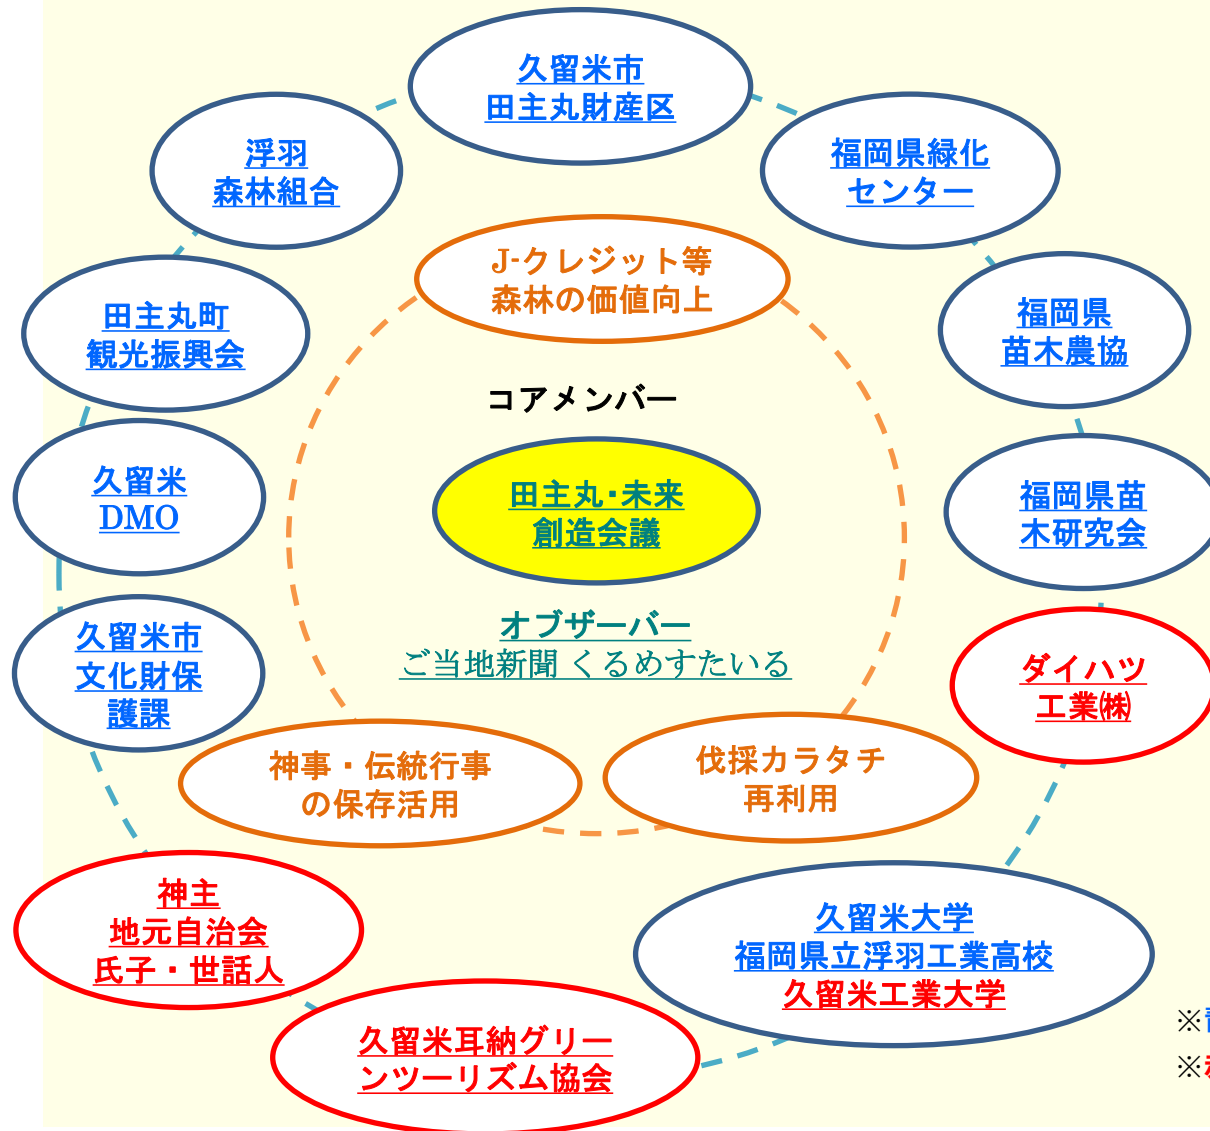 久留米市
田主丸財産区
浮羽
森林組合
福岡県緑化
センター
J-クレジット等
森林の価値向上
田主丸町
観光振興会
福岡県
苗木農協
コアメンバー
久留米
DMO
田主丸・未来
創造会議
福岡県苗
木研究会
オブザーバー
ご当地新聞 くるめすたいる
久留米市
文化財保
護課
ダイハツ
工業㈱
神事・伝統行事
の保存活用
伐採カラタチ
再利用
神主
地元自治会
氏子・世話人
久留米大学
福岡県立浮羽工業高校
久留米工業大学
久留米耳納グリー
ンツーリズム協会
※
※